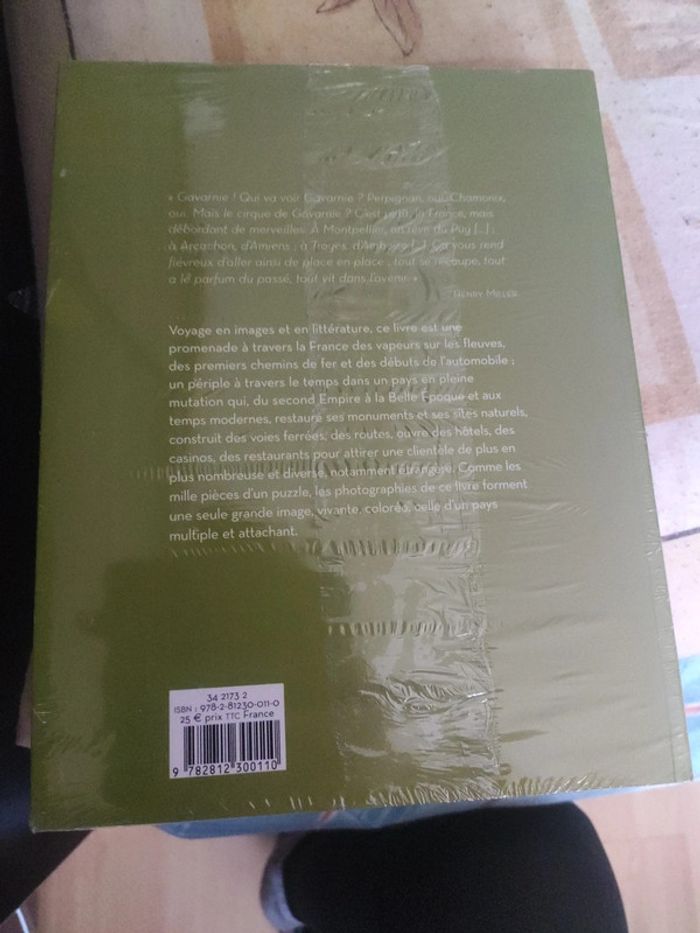 « Gavarnie ! Qui va voir Gavarnie ? Perpignan, oui, Chamonix,
oui. Mais le cirque de Gavarnie ? C'est la France, mais
débordant de merveilles. À Montpellier, on rêve du Puy [...] ;
à Arcachon, d'Amiens ; à Troyes, d'Amboise [...]. Ça vous rend
fiévreux d'aller ainsi de place en place ; tout se recoupe, tout
a le parfum du passé, tout vit dans l'avenir. »
Henry Miller
Voyage en images et en littérature, ce livre est une
promenade à travers la France des vapeurs sur les fleuves,
des premiers chemins de fer et des débuts de l'automobile ;
un périple à travers le temps dans un pays en pleine
mutation qui, du second Empire à la Belle Époque et aux
temps modernes, restaure ses monuments et ses sites naturels,
construit des voies ferrées, des routes, ouvre des hôtels, des
casinos, des restaurants pour attirer une clientèle de plus en
plus nombreuse et diverse, notamment étrangère. Comme les
mille pièces d'un puzzle, les photographies de ce livre forment
une seule grande image, vivante, colorée, celle d'un pays
multiple et attachant.
34 2173 2
ISBN : 978-2-81230-011-0
25 € prix TTC France
9 782812 300110